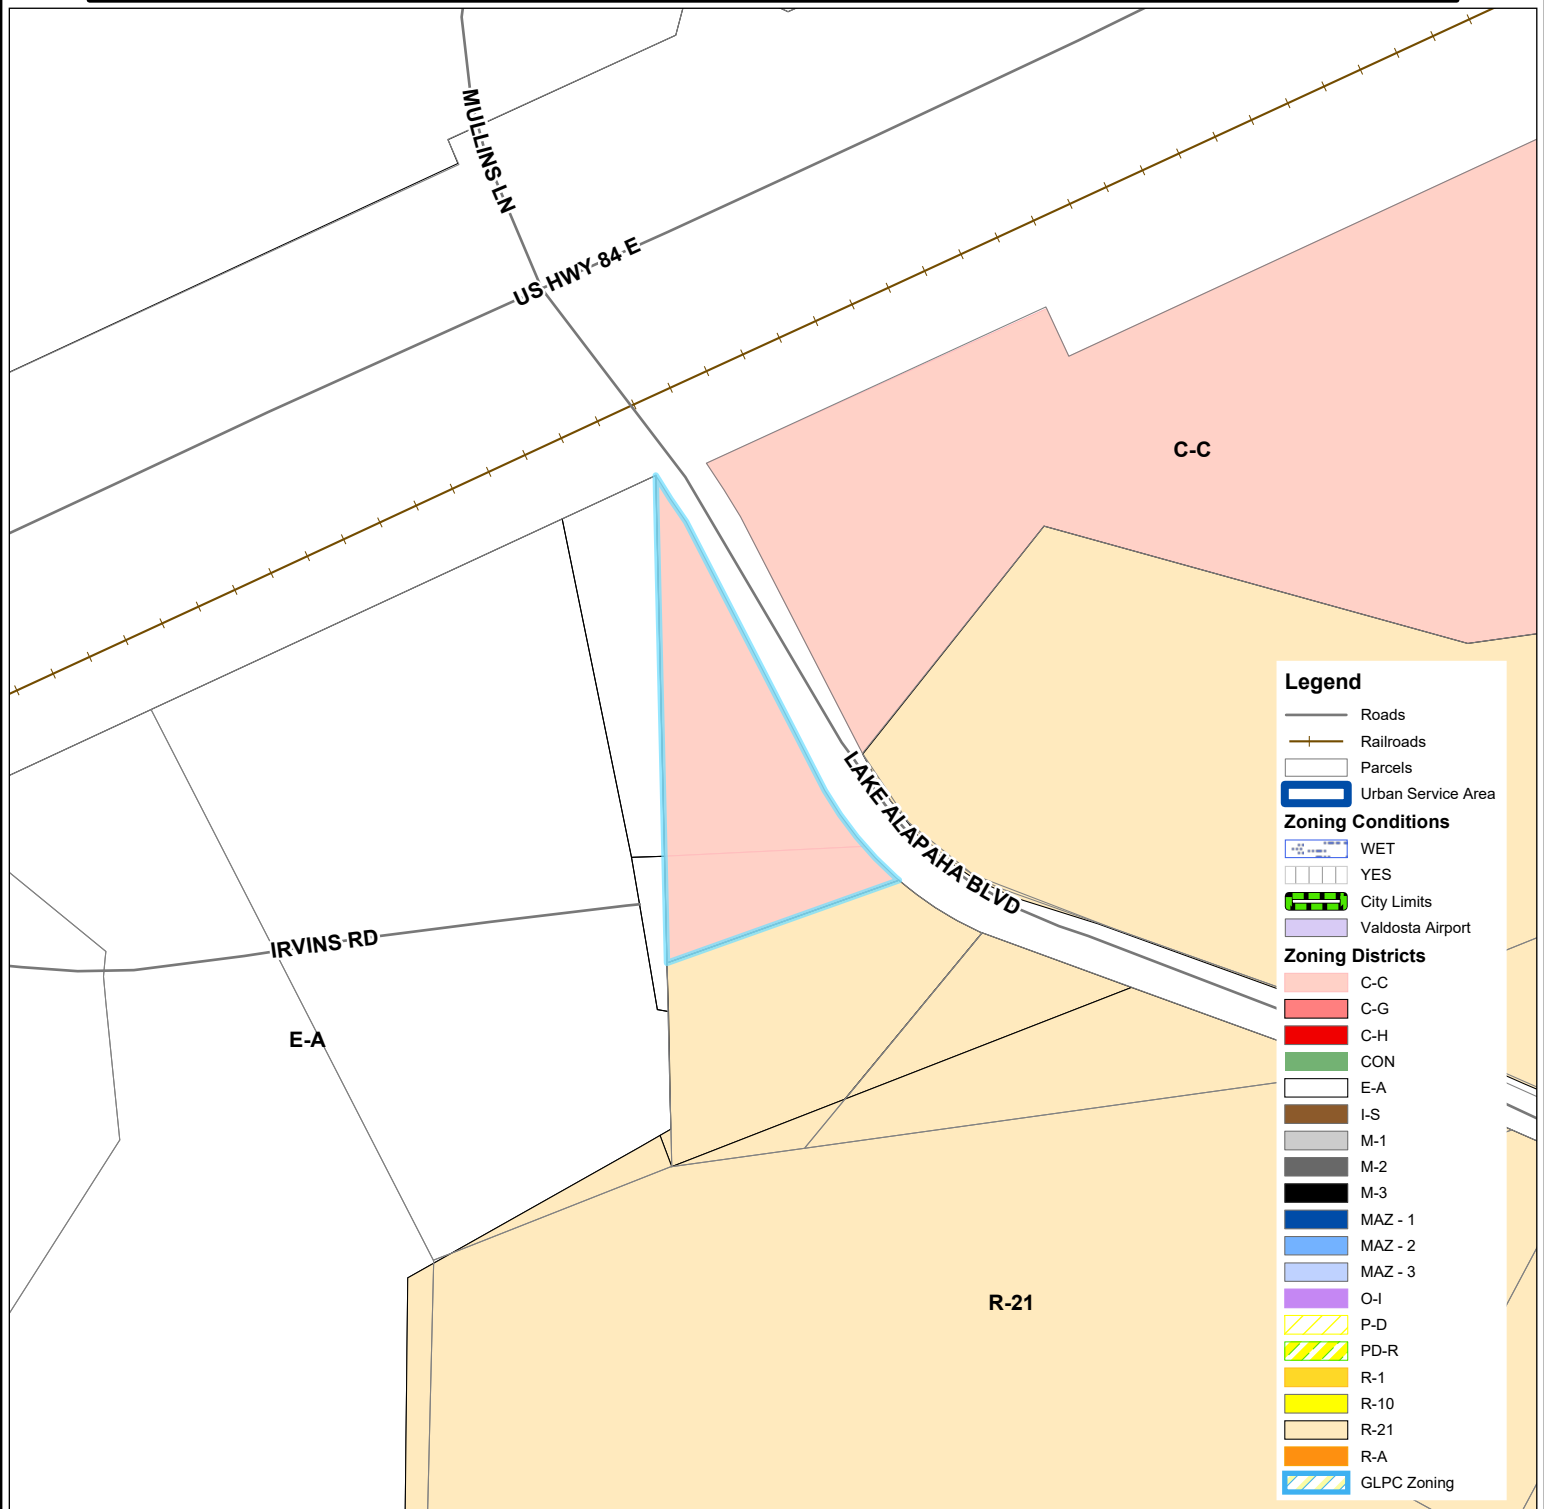 MULLINS LN
US HWY 84 E
C-C
LAKE ALAPAHA BLVD
IRVINS RD
E-A
R-21
Legend
Roads
Railroads
Parcels
Urban Service Area
Zoning Conditions
WET
YES
City Limits
Valdosta Airport
Zoning Districts
C-C
C-G
C-H
CON
E-A
I-S
M-1
M-2
M-3
MAZ - 1
MAZ - 2
MAZ - 3
O-I
P-D
PD-R
R-1
R-10
R-21
R-A
GLPC Zoning